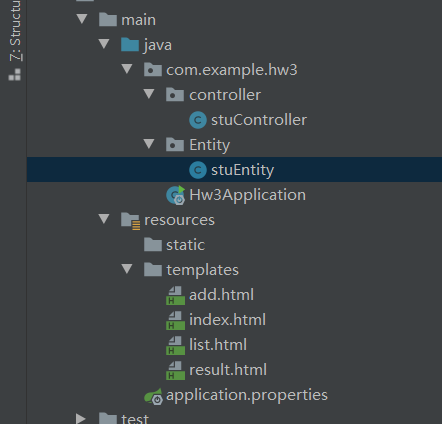 Z: Structu
main
java
com.example.hw3
controller
stuController
Entity
stuEntity
Hw3Application
resources
static
templates
add.html
index.html
list.html
result.html
application.properties
test